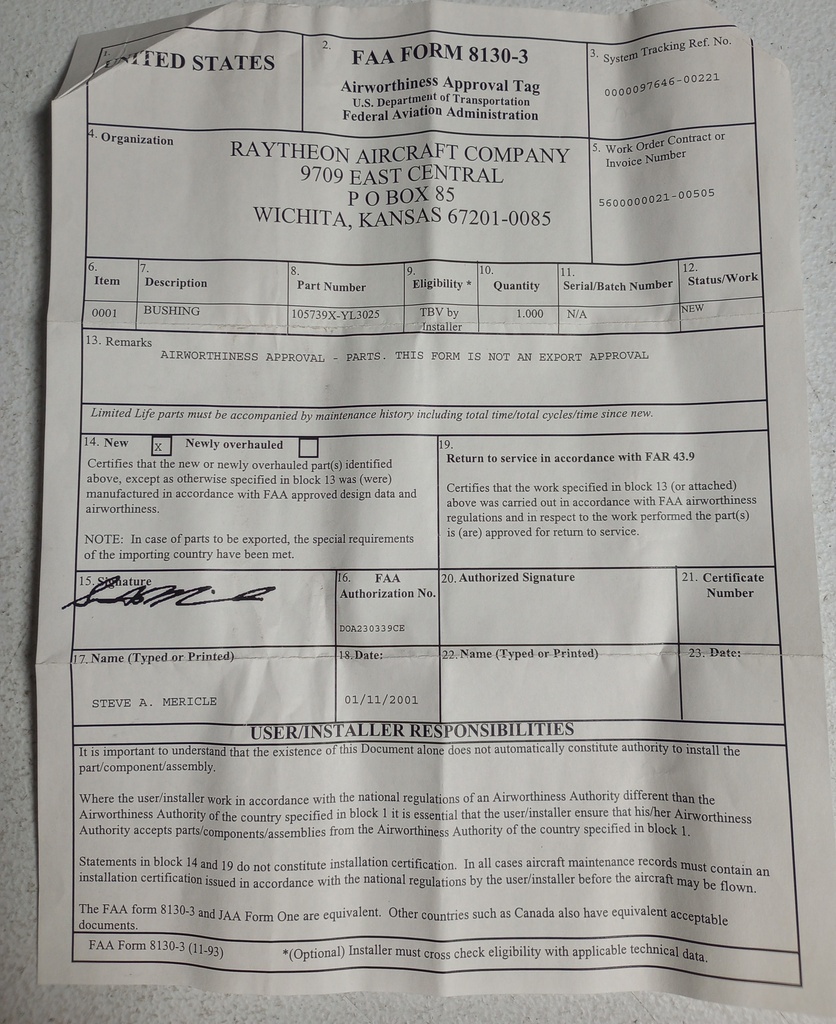 1.
UNITED STATES
2.
FAA FORM 8130-3
Airworthiness Approval Tag
U.S. Department of Transportation
Federal Aviation Administration
3. System Tracking Ref. No.
0000097646-00221
4. Organization
RAYTHEON AIRCRAFT COMPANY
9709 EAST CENTRAL
P O BOX 85
WICHITA, KANSAS 67201-0085
5. Work Order Contract or
Invoice Number
5600000021-00505
6.
Item
7.
Description
8.
Part Number
9.
Eligibility *
10.
Quantity
11.
Serial/Batch Number
12.
Status/Work
0001
BUSHING
105739X-YL3025
TBV by
Installer
1.000
N/A
NEW
13. Remarks
AIRWORTHINESS APPROVAL - PARTS. THIS FORM IS NOT AN EXPORT APPROVAL
Limited Life parts must be accompanied by maintenance history including total time/total cycles/time since new.
14. New X Newly overhauled
Certifies that the new or newly overhauled part(s) identified
above, except as otherwise specified in block 13 was (were)
manufactured in accordance with FAA approved design data and
airworthiness.
NOTE: In case of parts to be exported, the special requirements
of the importing country have been met.
19.
Return to service in accordance with FAR 43.9
Certifies that the work specified in block 13 (or attached)
above was carried out in accordance with FAA airworthiness
regulations and in respect to the work performed the part(s)
is (are) approved for return to service.
15. Signature
16. FAA
Authorization No.
DOA230339CE
20. Authorized Signature
21. Certificate
Number
17. Name (Typed or Printed)
STEVE A. MERICLE
18. Date:
01/11/2001
22. Name (Typed or Printed)
23. Date:
USER/INSTALLER RESPONSIBILITIES
It is important to understand that the existence of this Document alone does not automatically constitute authority to install the
part/component/assembly.
Where the user/installer work in accordance with the national regulations of an Airworthiness Authority different than the
Airworthiness Authority of the country specified in block 1 it is essential that the user/installer ensure that his/her Airworthiness
Authority accepts parts/components/assemblies from the Airworthiness Authority of the country specified in block 1.
Statements in block 14 and 19 do not constitute installation certification. In all cases aircraft maintenance records must contain an
installation certification issued in accordance with the national regulations by the user/installer before the aircraft may be flown.
The FAA form 8130-3 and JAA Form One are equivalent. Other countries such as Canada also have equivalent acceptable
documents.
FAA Form 8130-3 (11-93)
*(Optional) Installer must cross check eligibility with applicable technical data.